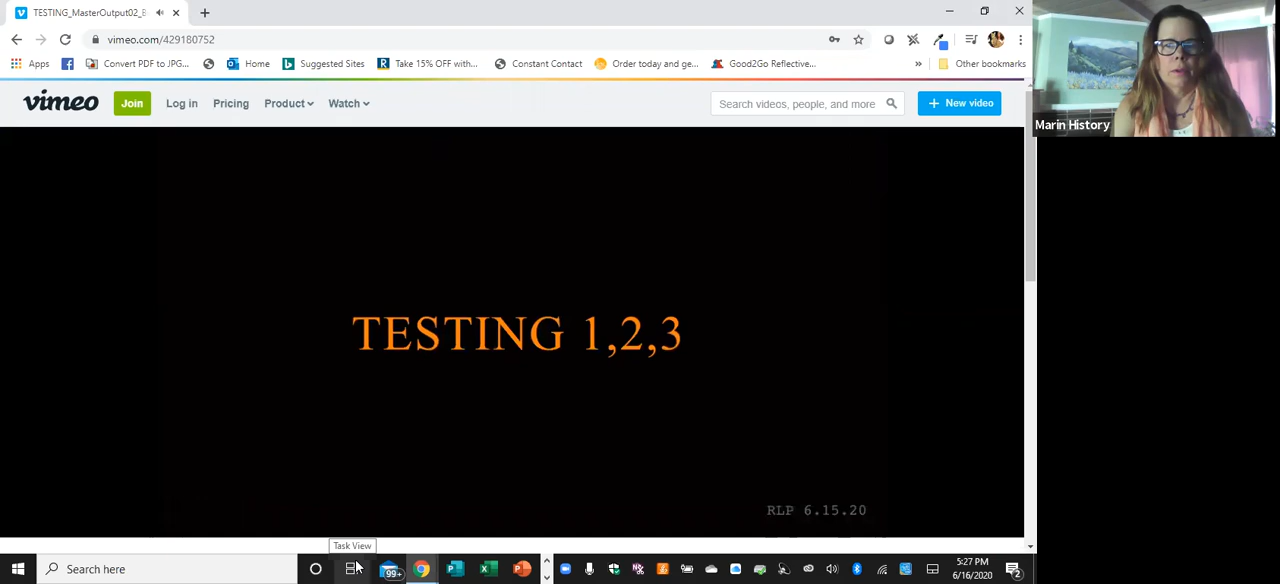 TESTING_MasterOutput02_B
vimeo.com/429180752
Apps
Convert PDF to JPG...
Home
Suggested Sites
Take 15% OFF with...
Constant Contact
Order today and ge...
Good2Go Reflective...
»
Other bookmarks
vimeo
Join
Log in
Pricing
Product
Watch
Search videos, people, and more
+ New video
Marin History
TESTING 1,2,3
RLP 6.15.20
Task View
Search here
99+
5:27 PM
6/16/2020
2